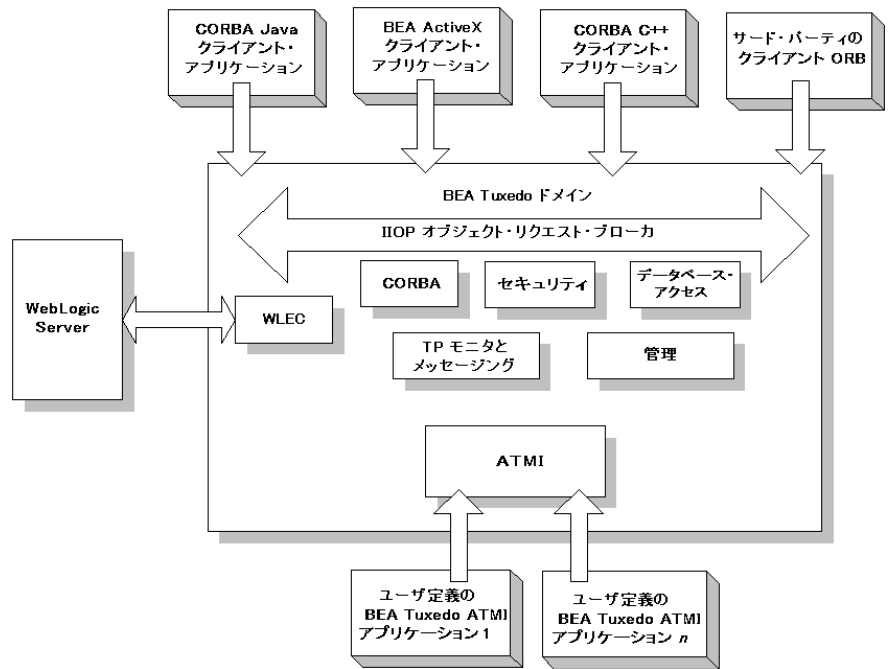 CORBA Java
クライアント・
アプリケーション
BEA ActiveX
クライアント・
アプリケーション
CORBA C++
クライアント・
アプリケーション
サード・パーティの
クライアント ORB
BEA Tuxedo ドメイン
IIOP オブジェクト・リクエスト・ブローカ
WebLogic
Server
WLEC
CORBA
セキュリティ
データベース・
アクセス
TP モニタと
メッセージング
管理
ATMI
ユーザ定義の
BEA Tuxedo ATMI
アプリケーション 1
ユーザ定義の
BEA Tuxedo ATMI
アプリケーション n